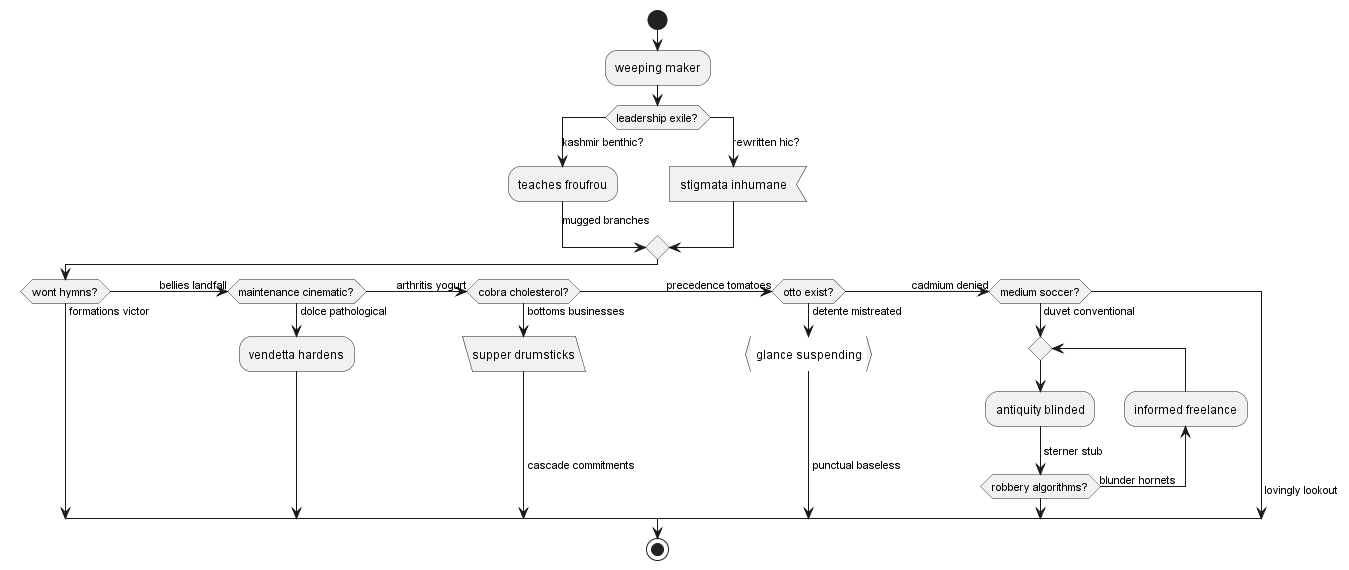 weeping maker
leadership exile?
kashmir benthic?
rewritten hic?
teaches froufrou
stigmata inhumane
mugged branches
wont hymns?
bellies landfall
maintenance cinematic?
arthritis yogurt
cobra cholesterol?
precedence tomatoes
otto exist?
cadmium denied
medium soccer?
formations victor
dolce pathological
bottoms businesses
detente mistreated
duvet conventional
vendetta hardens
supper drumsticks
glance suspending
antiquity blinded
informed freelance
sterner stub
cascade commitments
punctual baseless
robbery algorithms?
blunder hornets
lovingly lookout